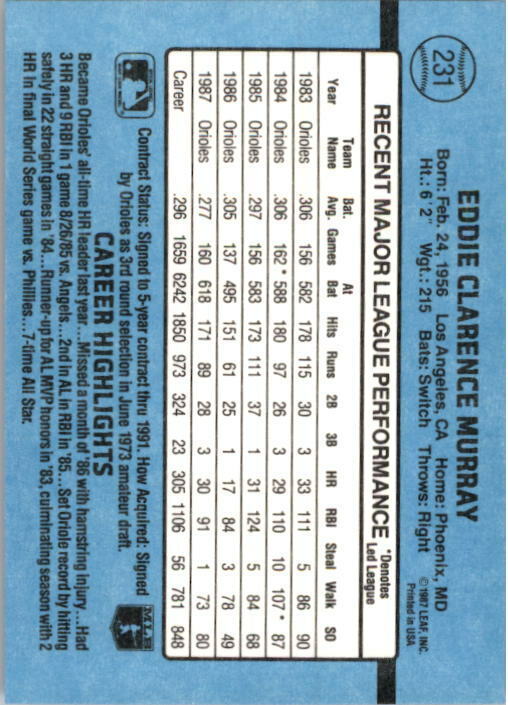 231
EDDIE CLARENCE MURRAY
Born: Feb. 24, 1956 Los Angeles, CA Home: Phoenix, MD
Ht.: 6' 2" Wgt.: 215 Bats: Switch Throws: Right
© 1987 LEAF, INC.
Printed in USA
RECENT MAJOR LEAGUE PERFORMANCE *Denotes Led League
Year Team Name Bat. Avg. Games At Bat Hits Runs 2B 3B HR RBI Steal Walk SO
1983 Orioles .306 156 582 178 115 30 3 33 111 5 86 90
1984 Orioles .306 162* 588 180 97 26 3 29 110 10 107* 87
1985 Orioles .297 156 583 173 111 37 1 31 124 5 84 68
1986 Orioles .305 137 495 151 61 25 1 17 84 3 78 49
1987 Orioles .277 160 618 171 89 28 3 30 91 1 73 80
Career .296 1659 6242 1850 973 324 23 305 1106 56 781 848
Contract Status: Signed to 5-year contract thru 1991. How Acquired: Signed
by Orioles as 3rd round selection in June 1973 amateur draft.
MLB
CAREER HIGHLIGHTS
Became Orioles' all-time HR leader last year...Missed a month of '86 with hamstring injury...Had
3 HR and 9 RBI in 1 game 8/26/85 vs. Angels...2nd in AL in RBI in '85...Set Oriole record by hitting
safely in 22 straight games in '84...Runner-up for AL MVP honors in '83, culminating season with 2
HR in final World Series game vs. Phillies...7-time All Star.